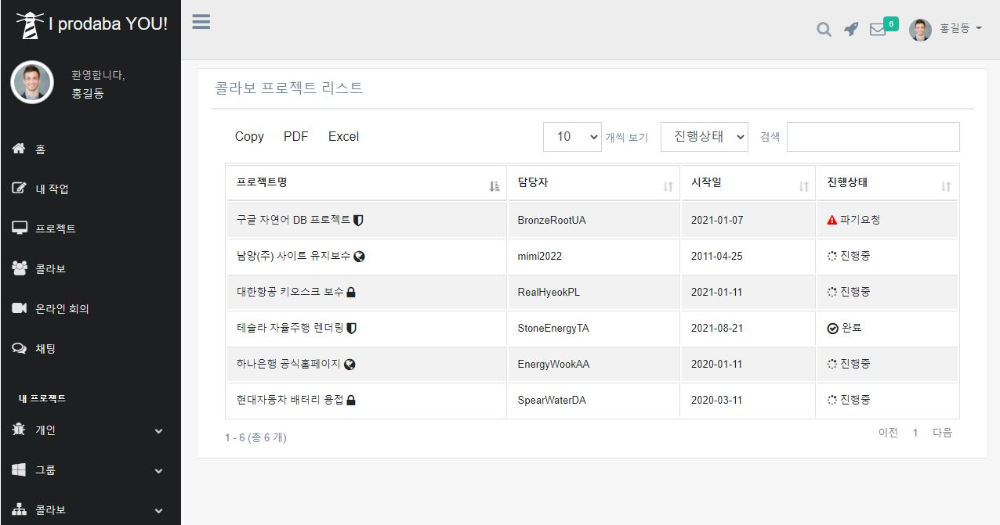 I prodaba YOU!
환영합니다,
홍길동
홈
내 작업
프로젝트
콜라보
온라인 회의
채팅
내 프로젝트
개인
그룹
콜라보
6
홍길동
콜라보 프로젝트 리스트
Copy PDF Excel 10 개씩 보기 진행상태 검색
프로젝트명 담당자 시작일 진행상태
구글 자연어 DB 프로젝트 BronzeRootUA 2021-01-07 파기요청
남양(주) 사이트 유지보수 mimi2022 2011-04-25 진행중
대한항공 키오스크 보수 RealHyeokPL 2021-01-11 진행중
테슬라 자율주행 렌더링 StoneEnergyTA 2021-08-21 완료
하나은행 공식홈페이지 EnergyWookAA 2020-01-11 진행중
현대자동차 배터리 용접 SpearWaterDA 2020-03-11 진행중
1 - 6 (총 6 개) 이전 1 다음